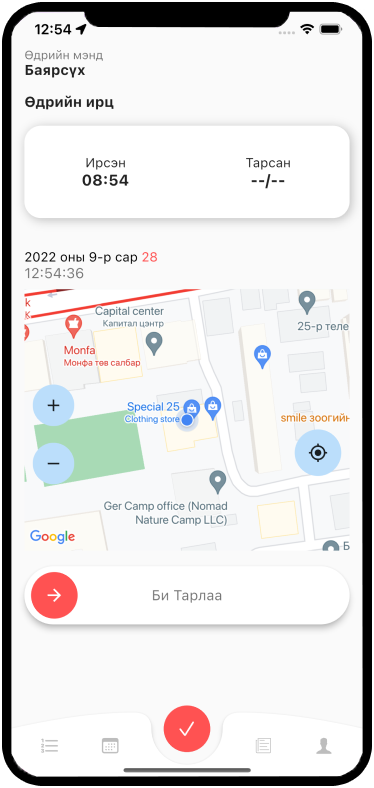 12:54
Өдрийн мэнд
Баярсүх
Өдрийн ирц
Ирсэн
08:54
Тарсан
--/--
2022 оны 9-р сар 28
12:54:36
Capital center
Капитал цэнтр
25-р теле
Monfa
Монфа төв салбар
Special 25
Clothing store
smile зоогийн
Ger Camp office (Nomad
Nature Camp LLC)
Google
Би Тарлаа